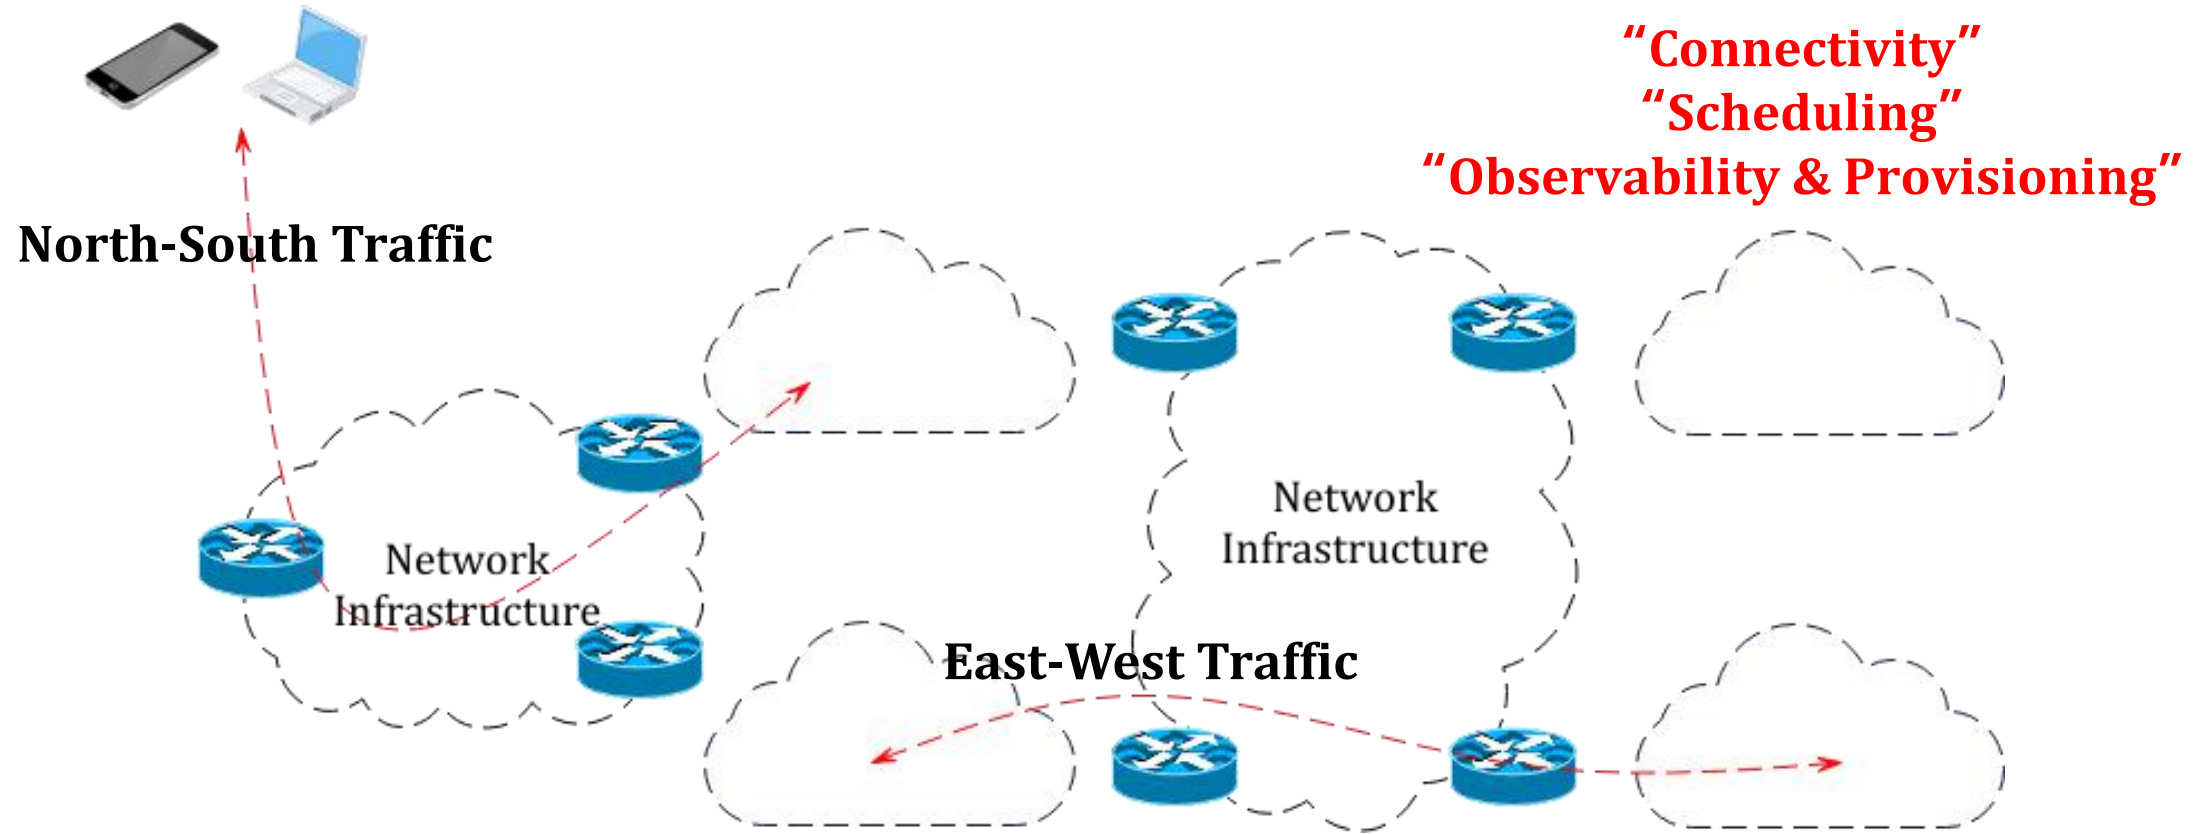 “Connectivity”
“Scheduling”
“Observability & Provisioning”
North-South Traffic
Network
Infrastructure
Network
Infrastructure
East-West Traffic